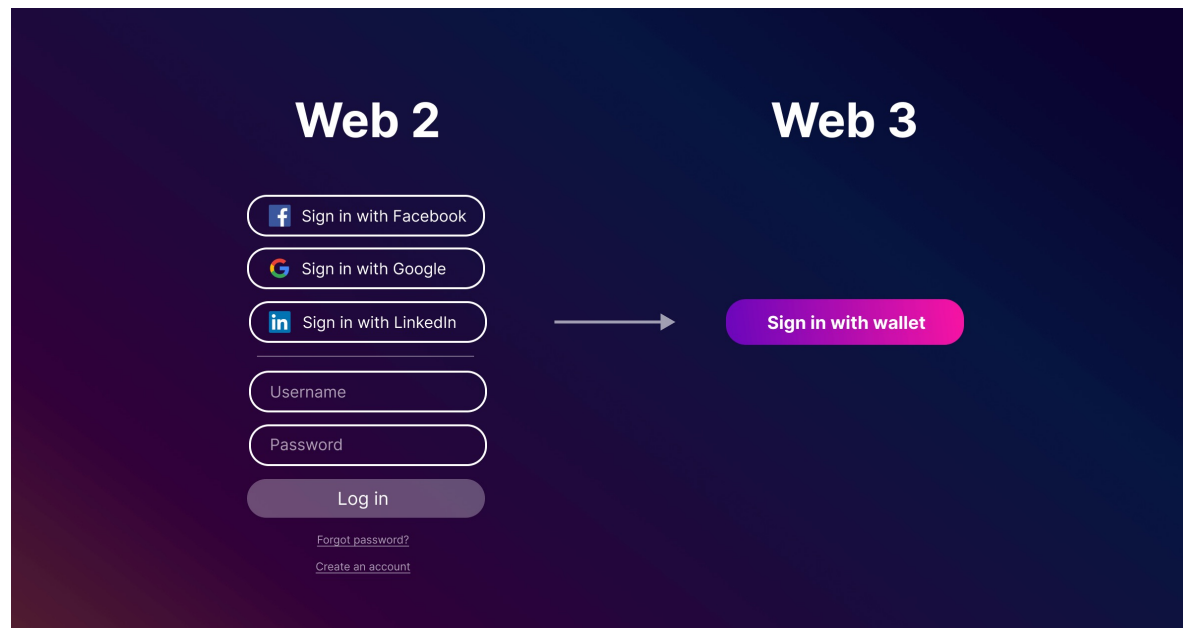 Web 2
Sign in with Facebook
Sign in with Google
in Sign in with LinkedIn
Username
Password
Log in
Forgot password?
Create an account
Web 3
Sign in with wallet